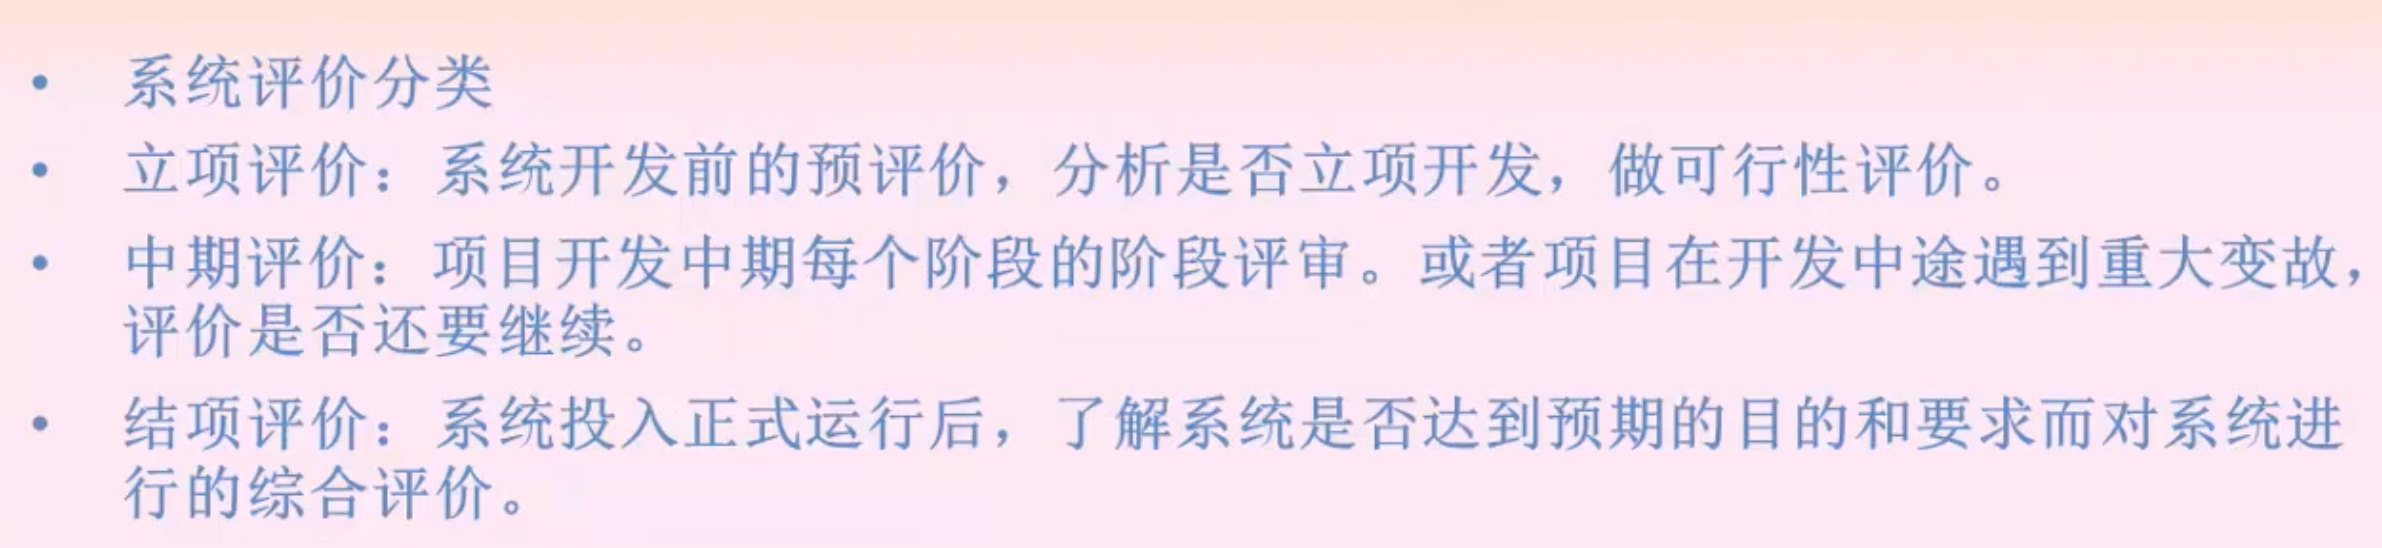 • 系统评价分类
• 立项评价：系统开发前的预评价，分析是否立项开发，做可行性评价。
• 中期评价：项目开发中期每个阶段的阶段评审。或者项目在开发中途遇到重大变故，
评价是否还要继续。
• 结项评价：系统投入正式运行后，了解系统是否达到预期的目的和要求而对系统进
行的综合评价。